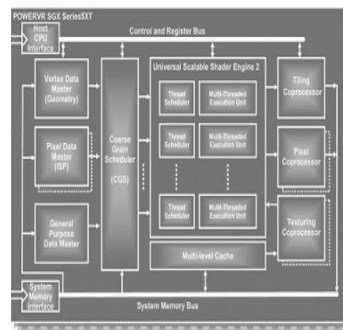 POWERVR SGX Series5XT
Host
CPU
Interface
Control and Register Bus
Vertex Data
Master
(Geometry)
Pixel Data
Master
(ISP)
General
Purpose
Data Master
Coarse
Grain
Scheduler
(CGS)
Universal Scalable Shader Engine 2
Thread
Scheduler
Multi-Threaded
Execution Unit
Thread
Scheduler
Multi-Threaded
Execution Unit
Thread
Scheduler
Multi-Threaded
Execution Unit
Multi-level Cache
Tiling
Coprocessor
Pixel
Coprocessor
Texturing
Coprocessor
System
Memory
Interface
System Memory Bus